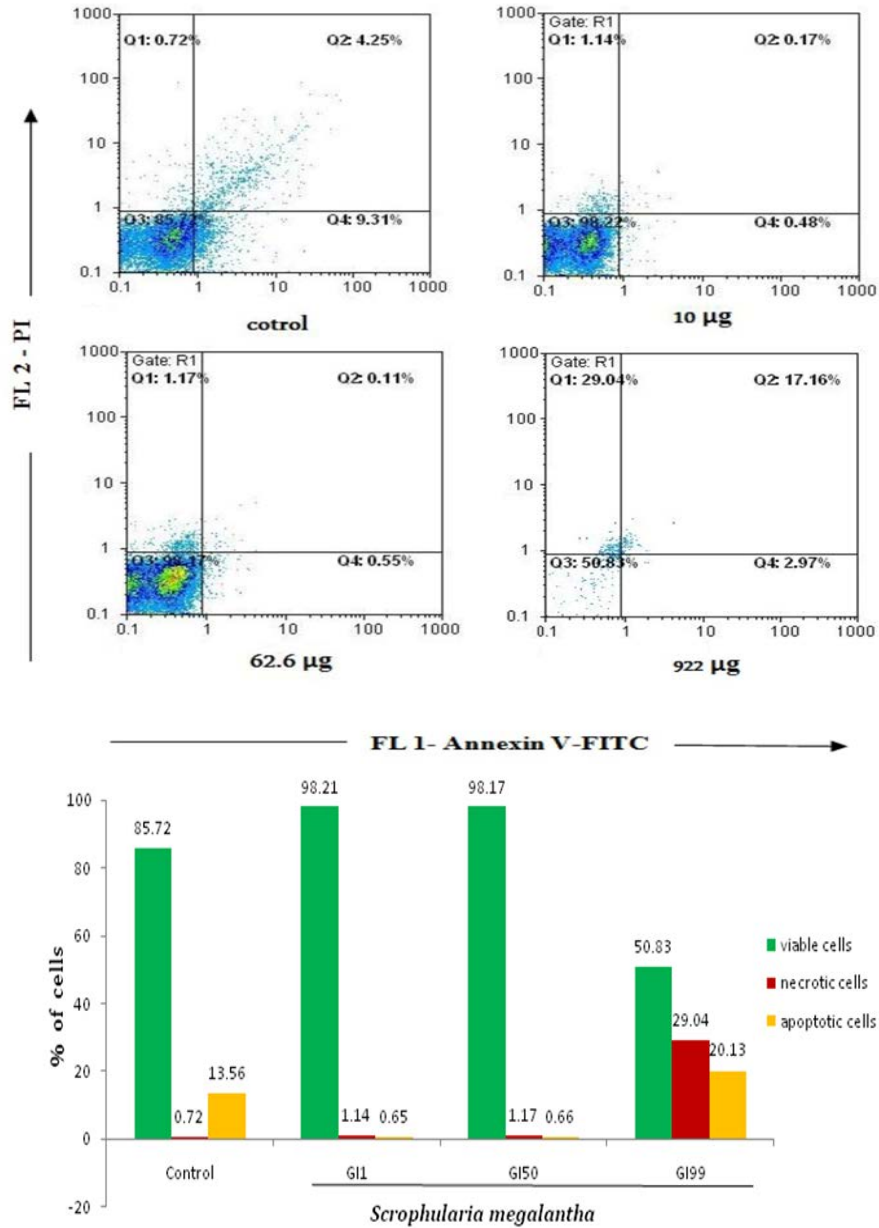 1000
Q1: 0.72%
Q2: 4.25%
100
10
1
Q3: 85.72%
Q4: 9.31%
0.1
0.1 1 10 100 1000
cotrol
1000
Gate: R1
Q1: 1.14%
Q2: 0.17%
100
10
1
Q3: 98.22%
Q4: 0.48%
0.1
0.1 1 10 100 1000
10 µg
FL 2 - PI
1000
Gate: R1
Q1: 1.17%
Q2: 0.11%
100
10
1
Q3: 98.17%
Q4: 0.55%
0.1
0.1 1 10 100 1000
62.6 µg
1000
Gate: R1
Q1: 29.04%
Q2: 17.16%
100
10
1
Q3: 50.83%
Q4: 2.97%
0.1
0.1 1 10 100 1000
922 µg
FL 1- Annexin V-FITC
% of cells
100
80
60
40
20
0
-20
85.72
0.72
13.56
98.21
1.14
0.65
98.17
1.17
0.66
50.83
29.04
20.13
viable cells
necrotic cells
apoptotic cells
Control GI1 GI50 GI99
Scrophularia megalantha